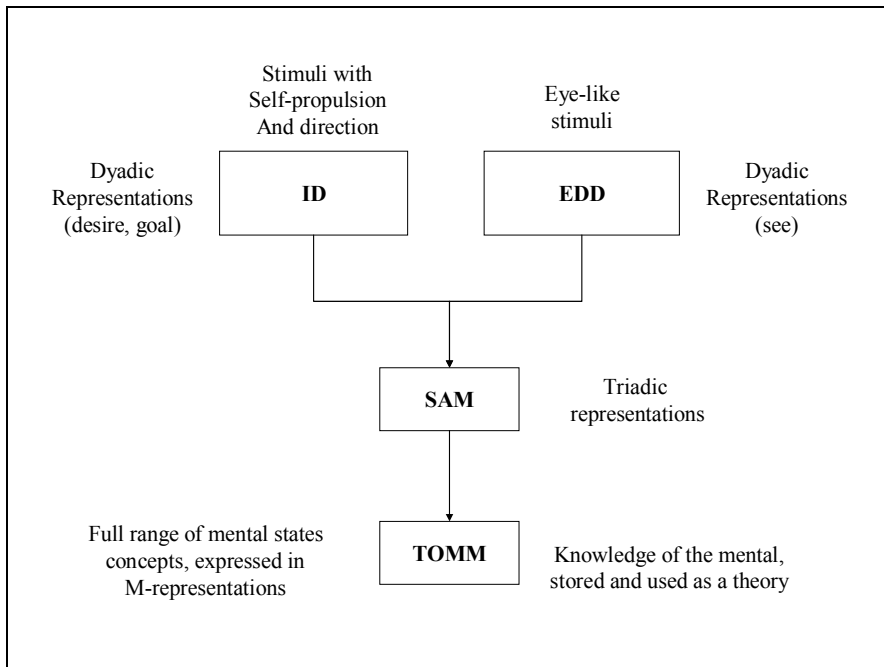 Stimuli with
Self-propulsion
And direction
Eye-like
stimuli
Dyadic
Representations
(desire, goal)
ID
EDD
Dyadic
Representations
(see)
SAM
Triadic
representations
Full range of mental states
concepts, expressed in
M-representations
TOMM
Knowledge of the mental,
stored and used as a theory